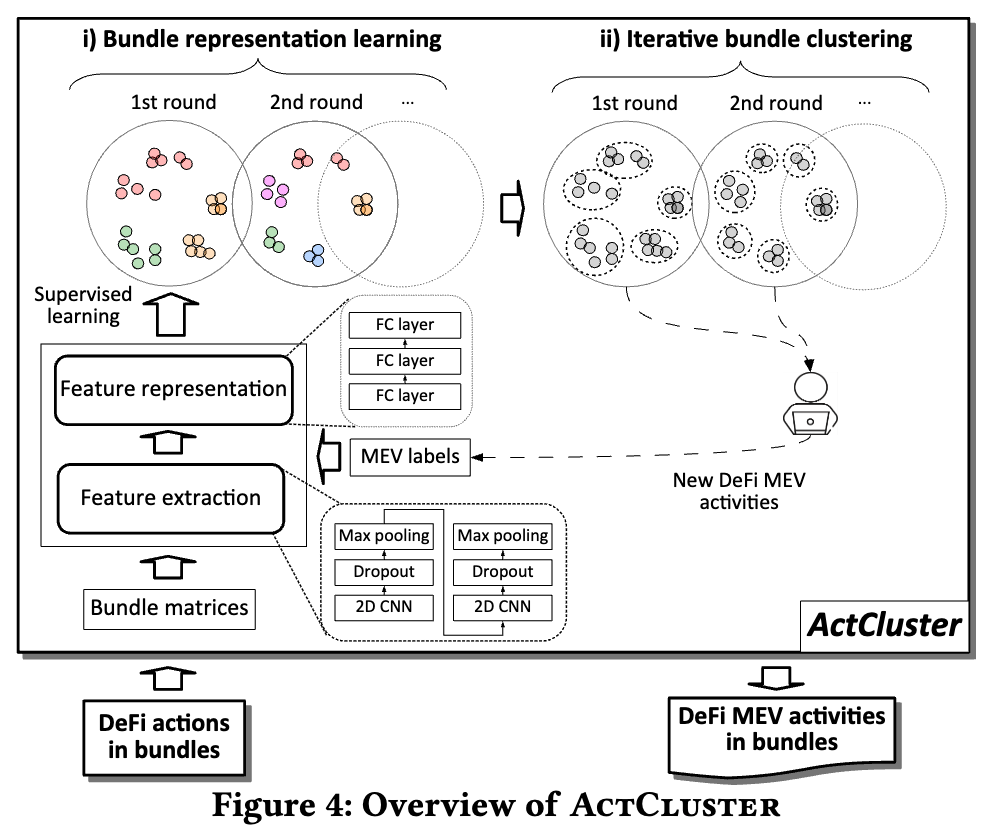 i) Bundle representation learning
ii) Iterative bundle clustering
1st round
2nd round
...
1st round
2nd round
...
Supervised
learning
Feature representation
Feature extraction
Bundle matrices
FC layer
FC layer
FC layer
MEV labels
Max pooling
Dropout
2D CNN
Max pooling
Dropout
2D CNN
New DeFi MEV
activities
ActCluster
DeFi actions
in bundles
DeFi MEV activities
in bundles
Figure 4: Overview of ActCluster